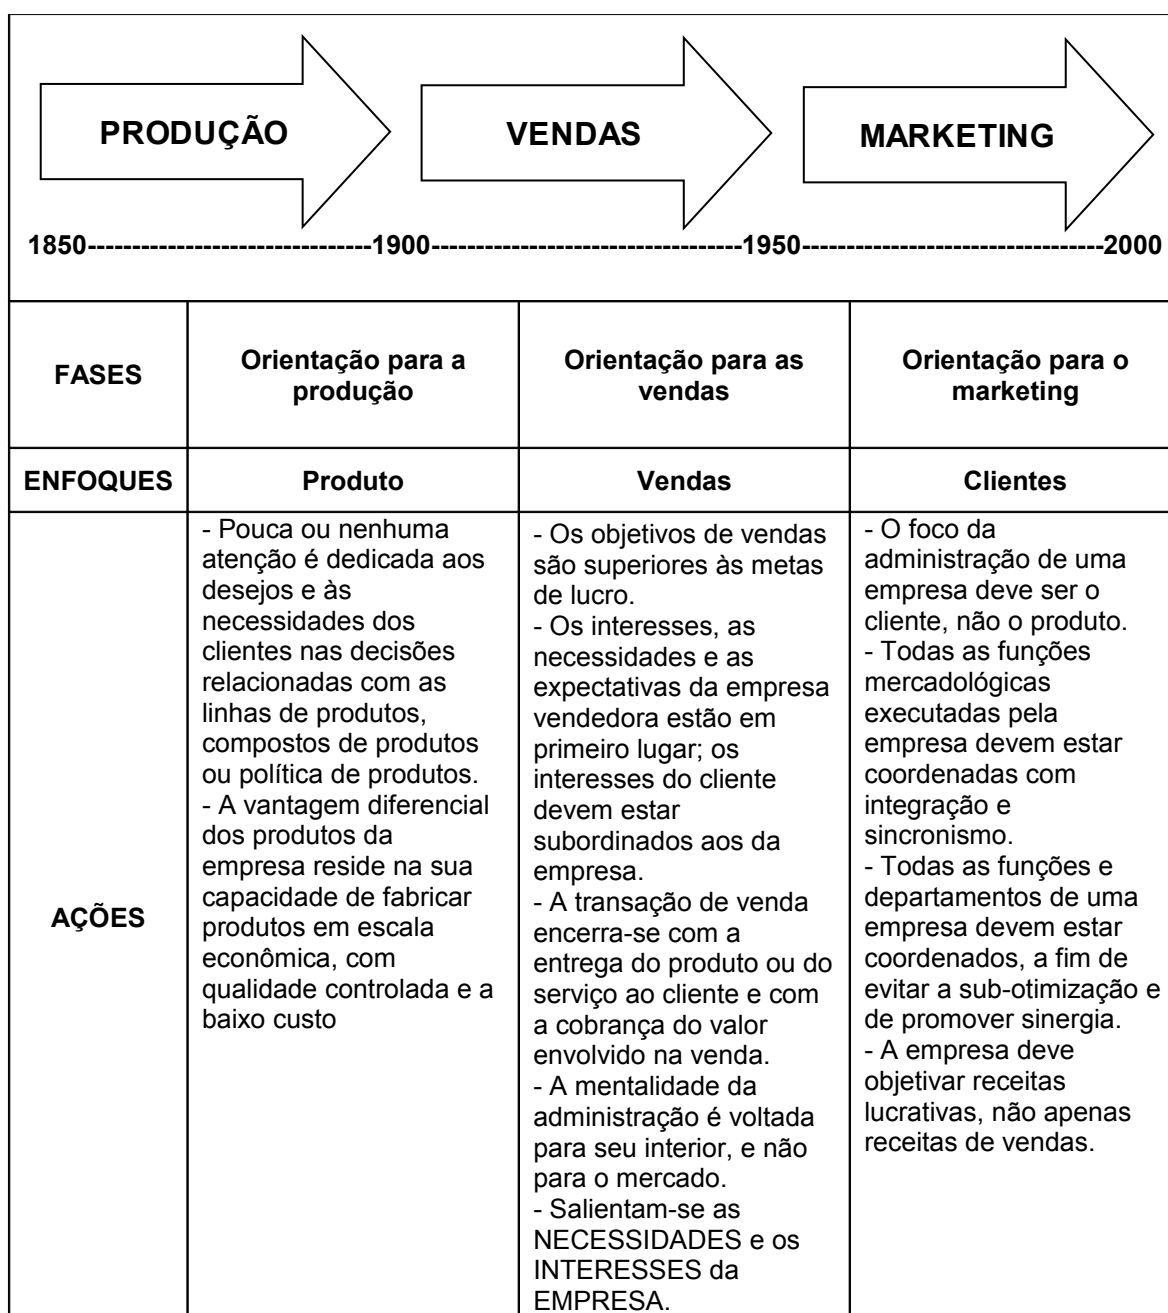 PRODUÇÃO
VENDAS
MARKETING
1850--------------------------------1900-----------------------------------1950----------------------------------2000
FASES
Orientação para a
produção
Orientação para as
vendas
Orientação para o
marketing
ENFOQUES
Produto
Vendas
Clientes
AÇÕES
- Pouca ou nenhuma
atenção é dedicada aos
desejos e às
necessidades dos
clientes nas decisões
relacionadas com as
linhas de produtos,
compostos de produtos
ou política de produtos.
- A vantagem diferencial
dos produtos da
empresa reside na sua
capacidade de fabricar
produtos em escala
econômica, com
qualidade controlada e a
baixo custo
- Os objetivos de vendas
são superiores às metas
de lucro.
- Os interesses, as
necessidades e as
expectativas da empresa
vendedora estão em
primeiro lugar; os
interesses do cliente
devem estar
subordinados aos da
empresa.
- A transação de venda
encerra-se com a
entrega do produto ou do
serviço ao cliente e com
a cobrança do valor
envolvido na venda.
- A mentalidade da
administração é voltada
para seu interior, e não
para o mercado.
- Salientam-se as
NECESSIDADES e os
INTERESSES da
EMPRESA.
- O foco da
administração de uma
empresa deve ser o
cliente, não o produto.
- Todas as funções
mercadológicas
executadas pela
empresa devem estar
coordenadas com
integração e
sincronismo.
- Todas as funções e
departamentos de uma
empresa devem estar
coordenados, a fim de
evitar a sub-otimização e
de promover sinergia.
- A empresa deve
objetivar receitas
lucrativas, não apenas
receitas de vendas.